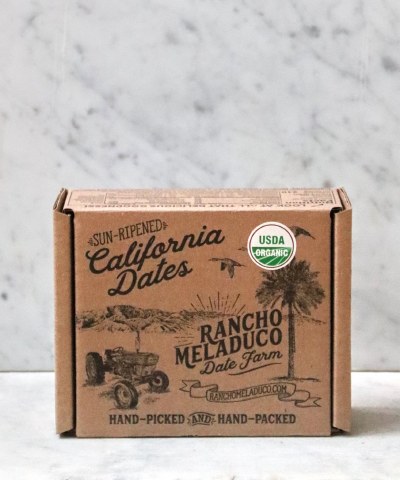 SUN-RIPENED
California
Dates
USDA
ORGANIC
RANCHO
MELADUCO
Date Farm
RANCHOMELADUCO.COM
HAND-PICKED AND HAND-PACKED